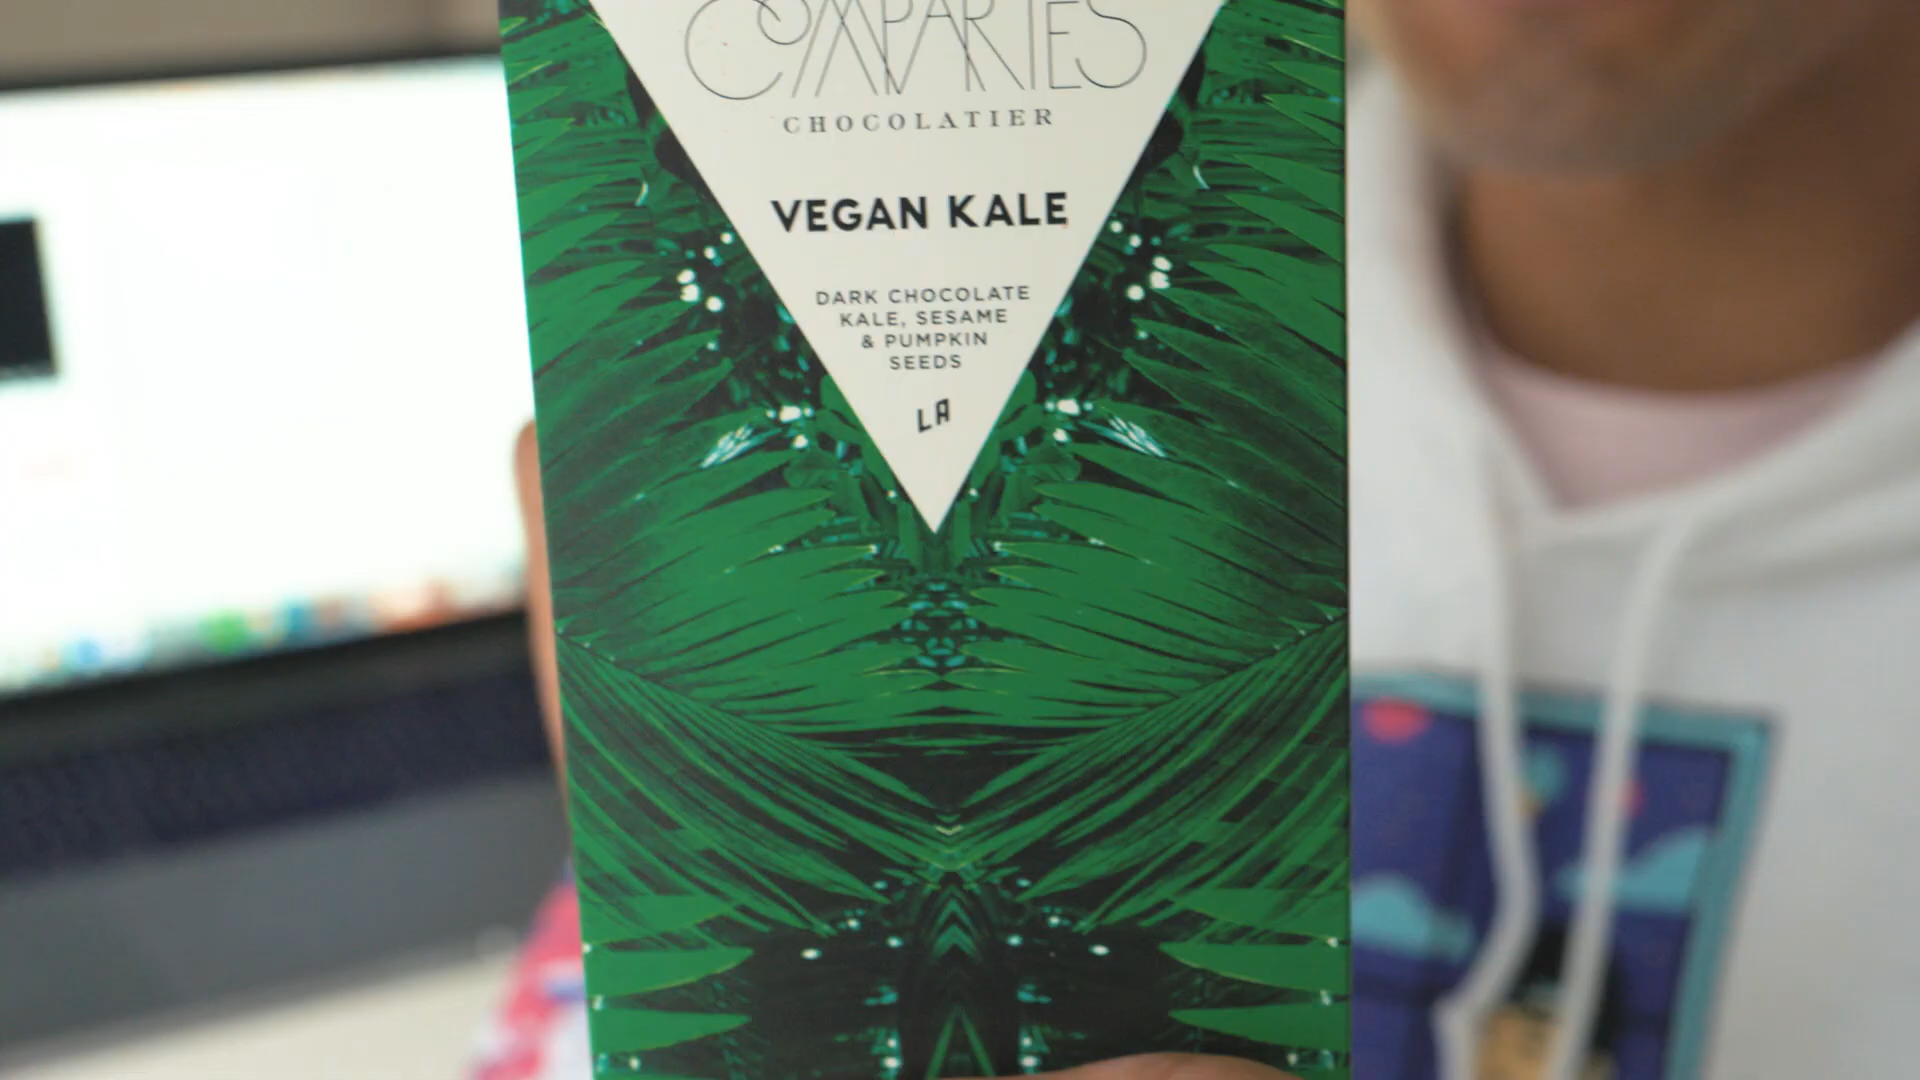 COMPARTES
CHOCOLATIER
VEGAN KALE
DARK CHOCOLATE
KALE, SESAME
& PUMPKIN
SEEDS
LA